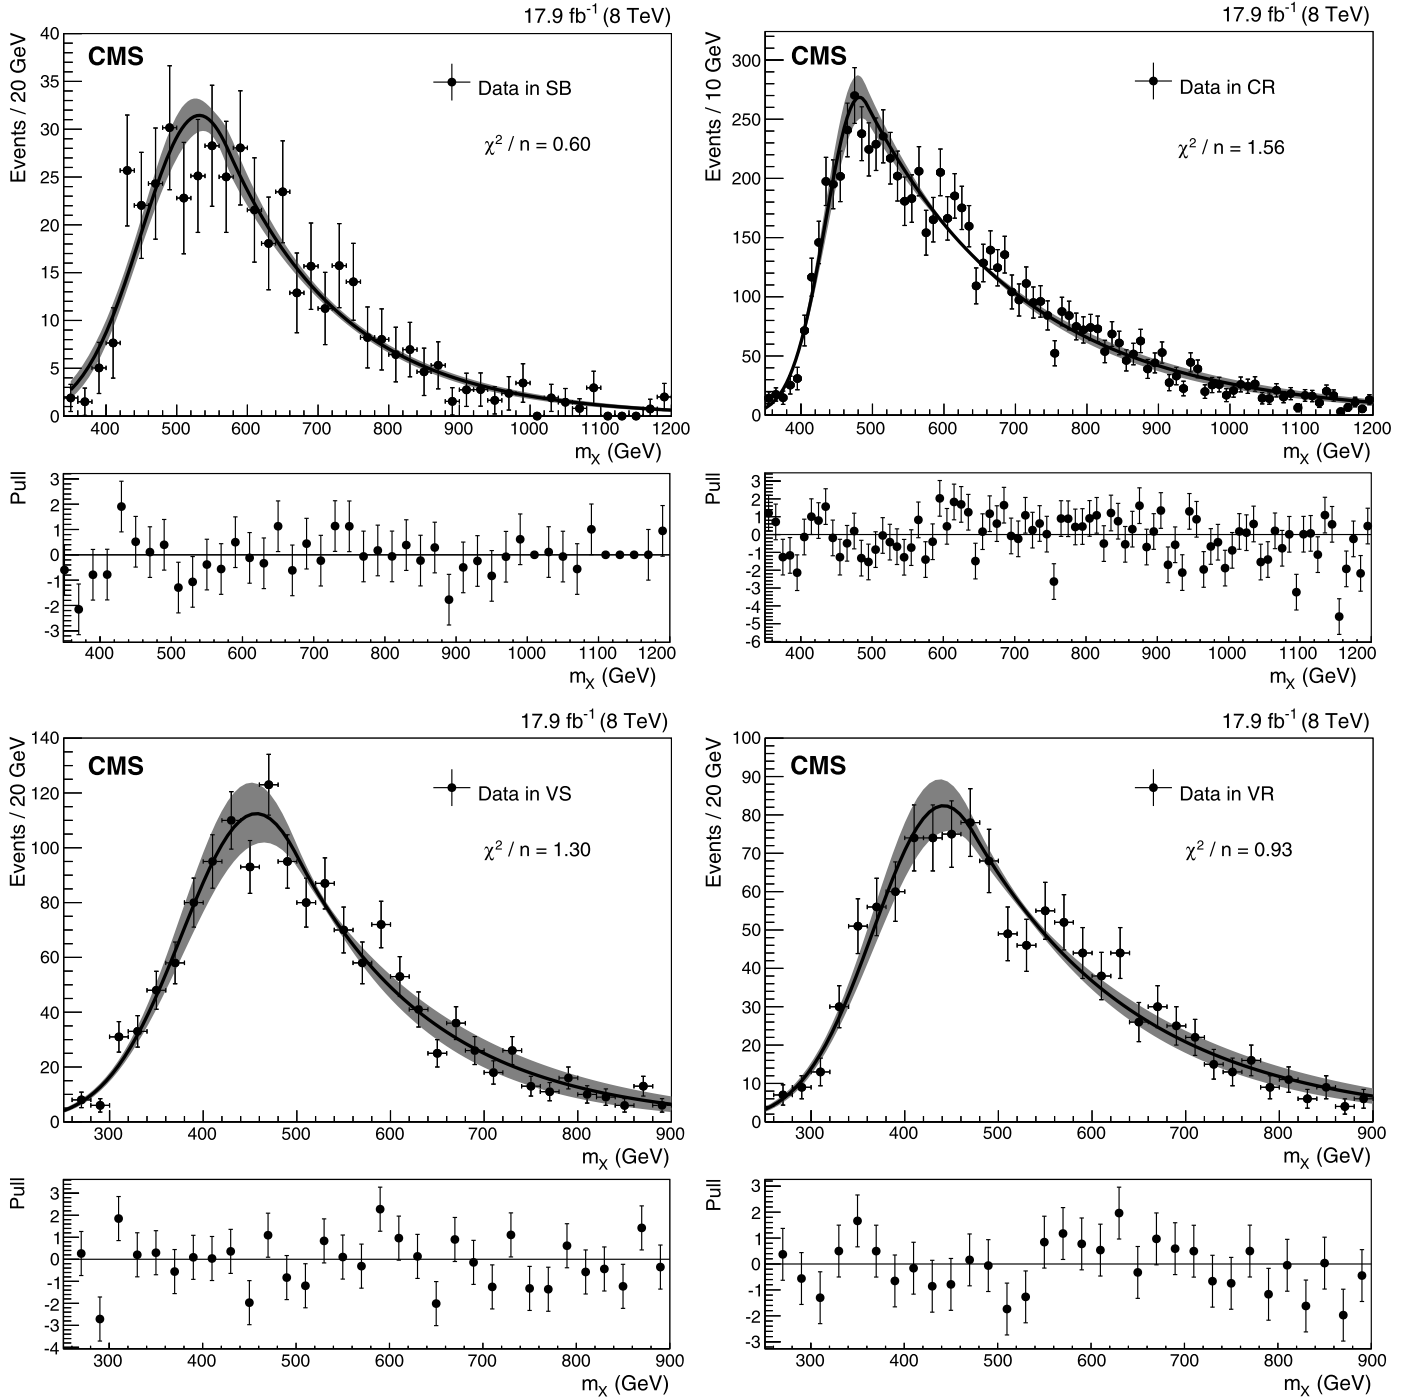 17.9 fb⁻¹ (8 TeV)
CMS
Data in SB
χ² / n = 0.60
Events / 20 GeV
40
35
30
25
20
15
10
5
0
400 500 600 700 800 900 1000 1100 1200
m_X (GeV)
Pull
3
2
1
0
-1
-2
-3
400 500 600 700 800 900 1000 1100 1200
m_X (GeV)
17.9 fb⁻¹ (8 TeV)
CMS
Data in CR
χ² / n = 1.56
Events / 10 GeV
300
250
200
150
100
50
0
400 500 600 700 800 900 1000 1100 1200
m_X (GeV)
Pull
3
2
1
0
-1
-2
-3
-4
-5
-6
400 500 600 700 800 900 1000 1100 1200
m_X (GeV)
17.9 fb⁻¹ (8 TeV)
CMS
Data in VS
χ² / n = 1.30
Events / 20 GeV
140
120
100
80
60
40
20
0
300 400 500 600 700 800 900
m_X (GeV)
Pull
3
2
1
0
-1
-2
-3
-4
300 400 500 600 700 800 900
m_X (GeV)
17.9 fb⁻¹ (8 TeV)
CMS
Data in VR
χ² / n = 0.93
Events / 20 GeV
100
90
80
70
60
50
40
30
20
10
0
300 400 500 600 700 800 900
m_X (GeV)
Pull
3
2
1
0
-1
-2
-3
300 400 500 600 700 800 900
m_X (GeV)